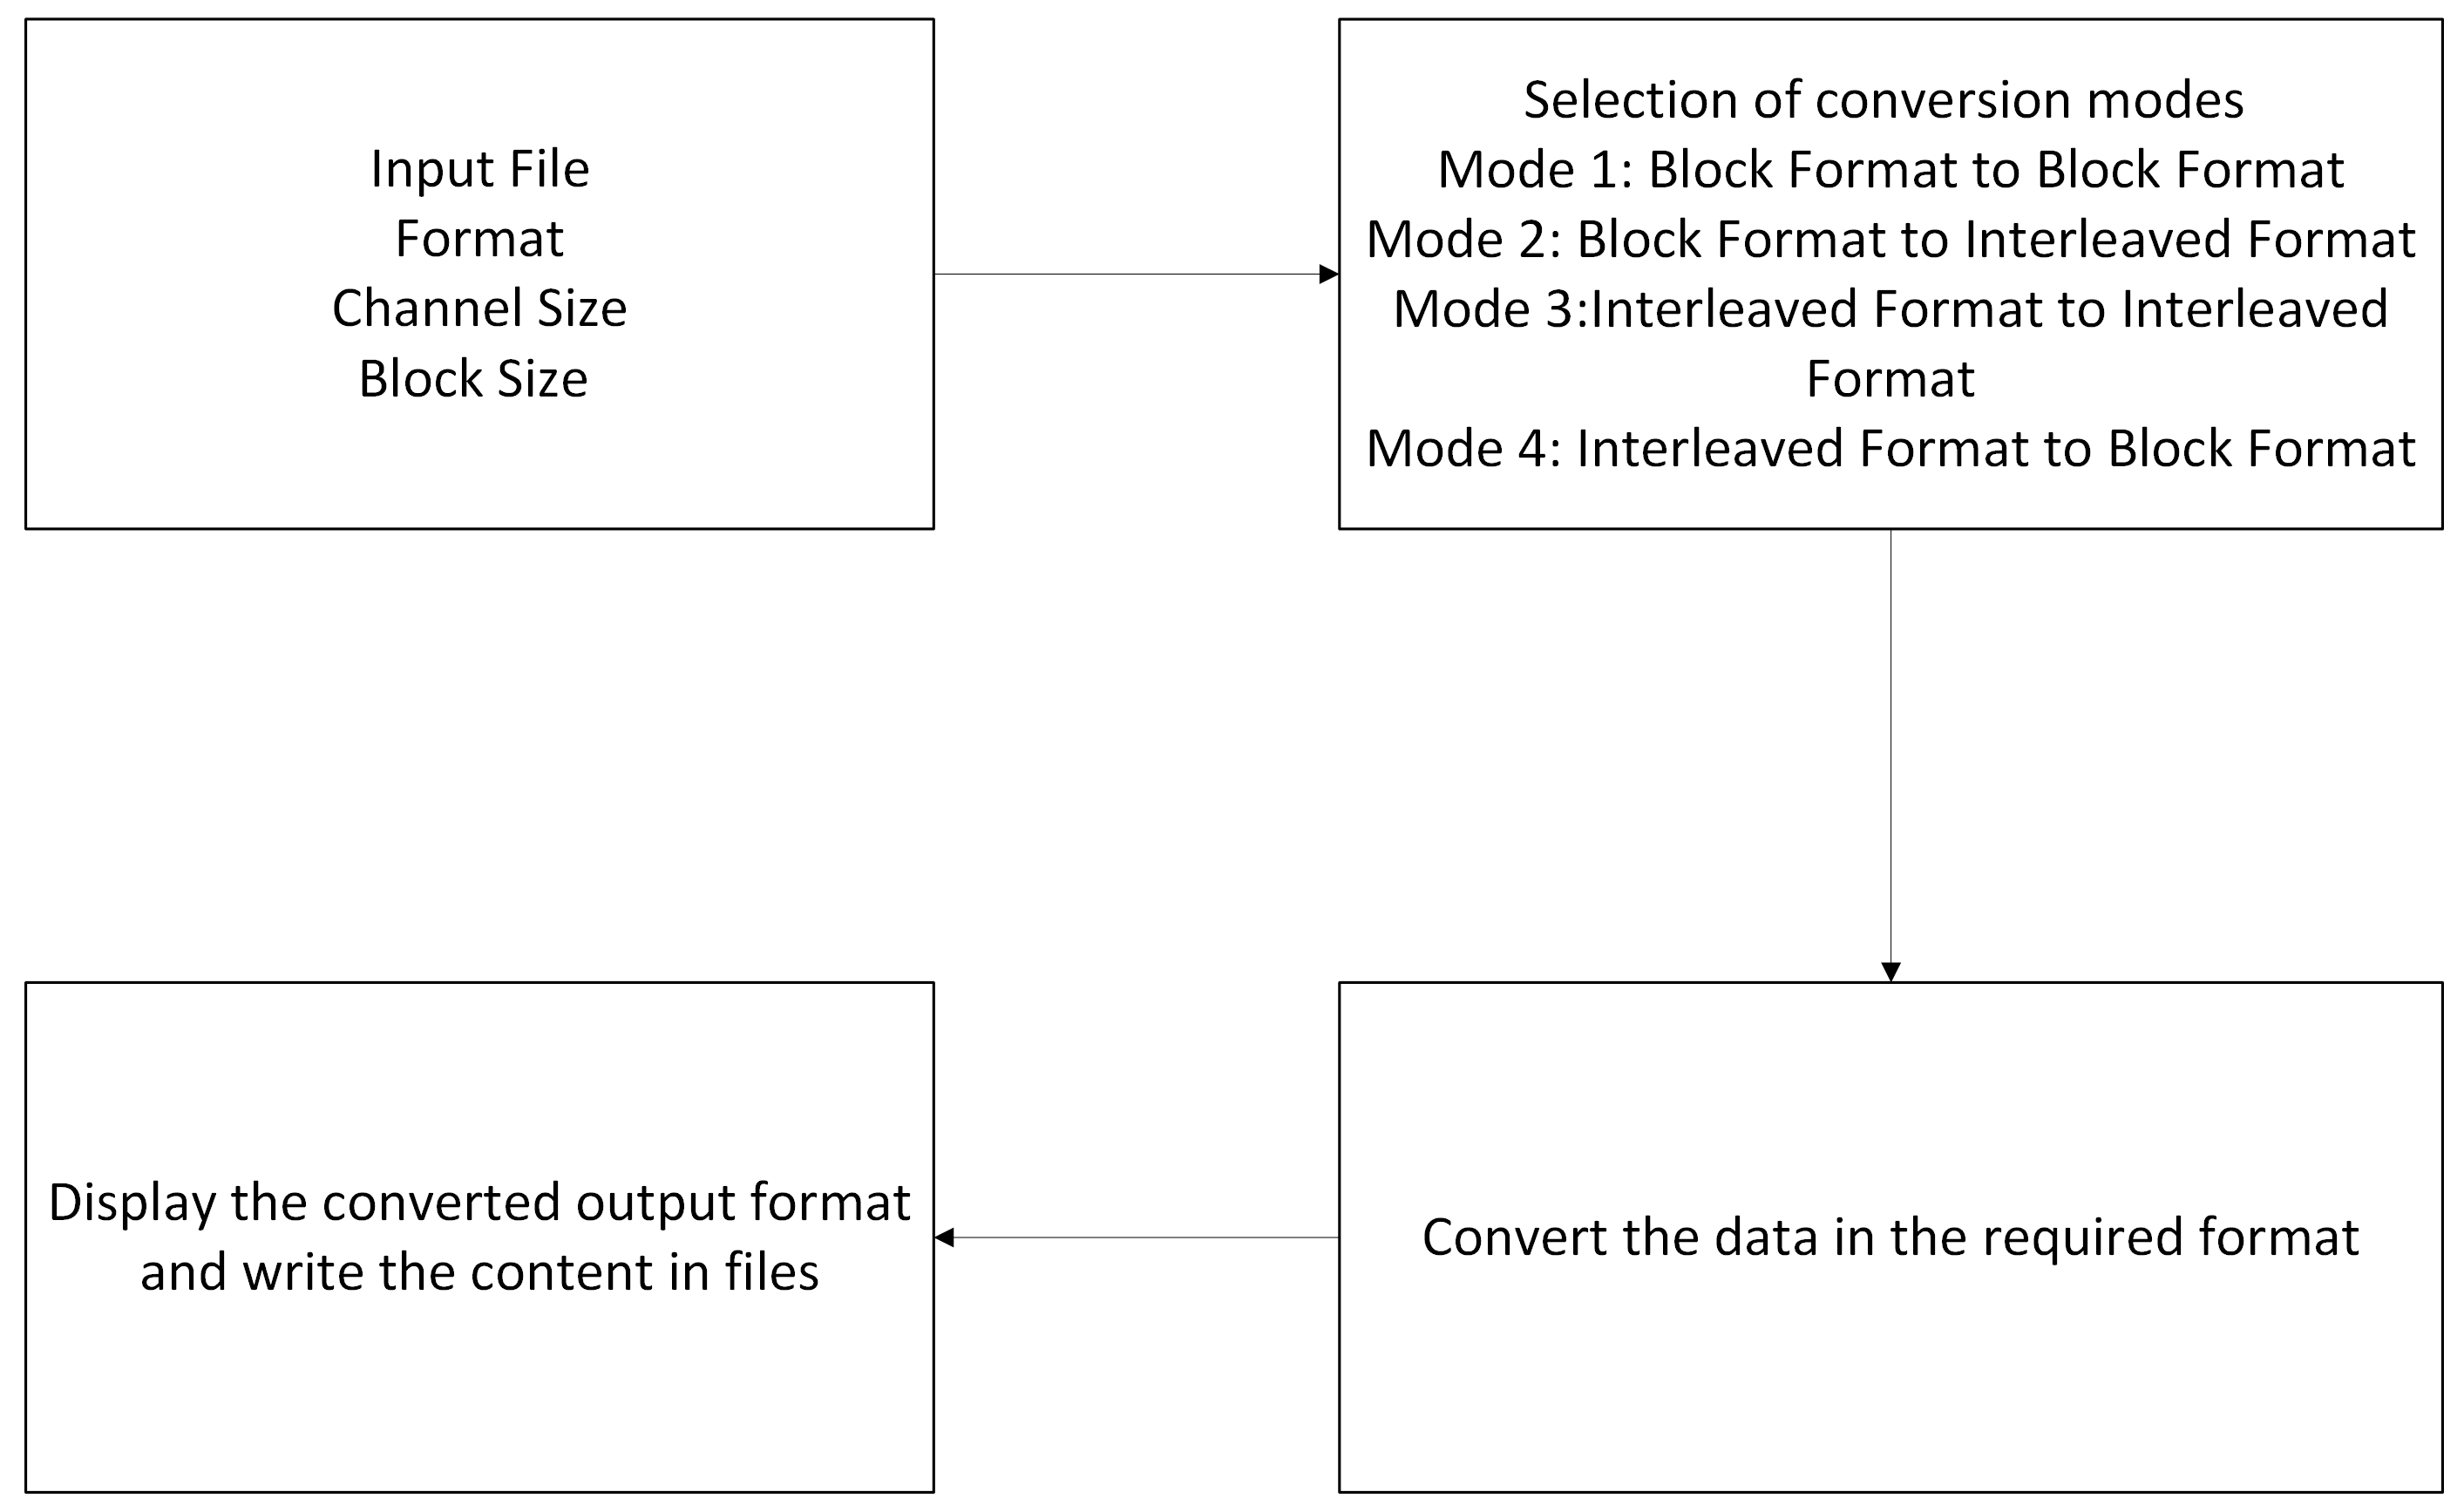 Input File
Format
Channel Size
Block Size
Selection of conversion modes
Mode 1: Block Format to Block Format
Mode 2: Block Format to Interleaved Format
Mode 3:Interleaved Format to Interleaved
Format
Mode 4: Interleaved Format to Block Format
Convert the data in the required format
Display the converted output format
and write the content in files